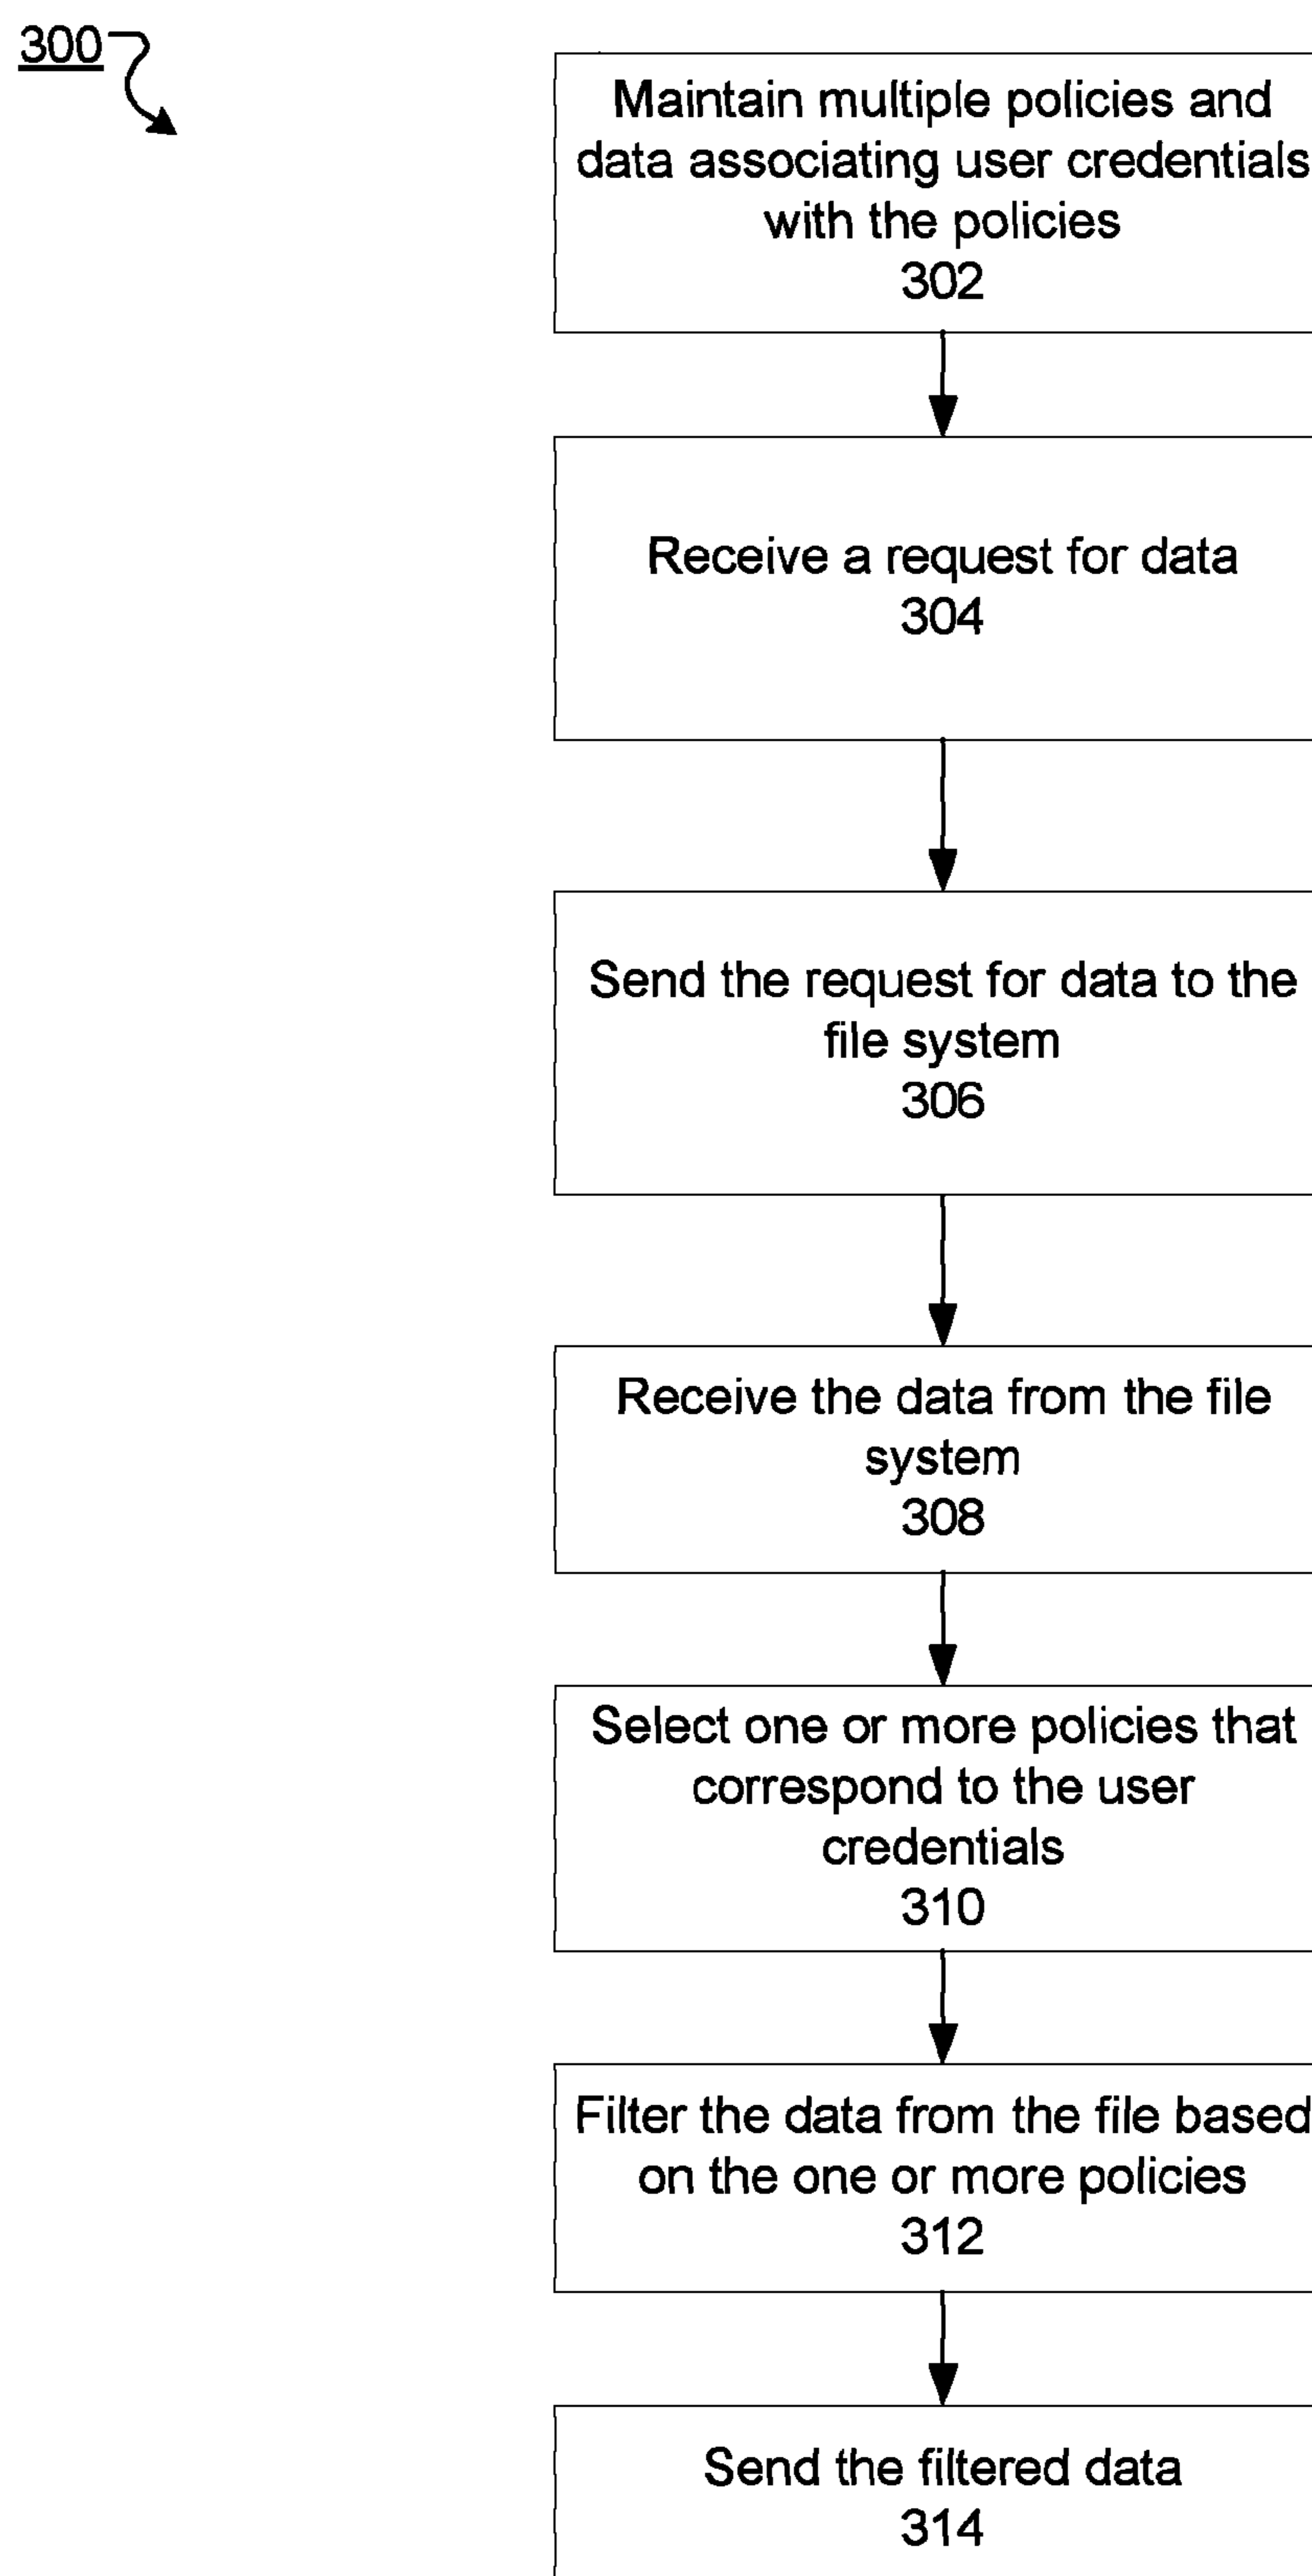 300
Maintain multiple policies and
data associating user credentials
with the policies
302
Receive a request for data
304
Send the request for data to the
file system
306
Receive the data from the file
system
308
Select one or more policies that
correspond to the user
credentials
310
Filter the data from the file based
on the one or more policies
312
Send the filtered data
314